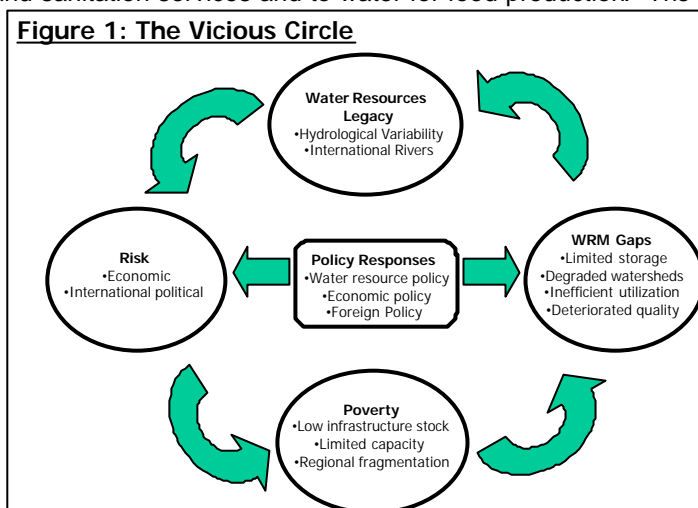 and sanitation services and to water for food production. The
Figure 1: The Vicious Circle
Water Resources
Legacy
•Hydrological Variability
•International Rivers
Risk
•Economic
•International political
Policy Responses
•Water resource policy
•Economic policy
•Foreign Policy
WRM Gaps
•Limited storage
•Degraded watersheds
•Inefficient utilization
•Deteriorated quality
Poverty
•Low infrastructure stock
•Limited capacity
•Regional fragmentation